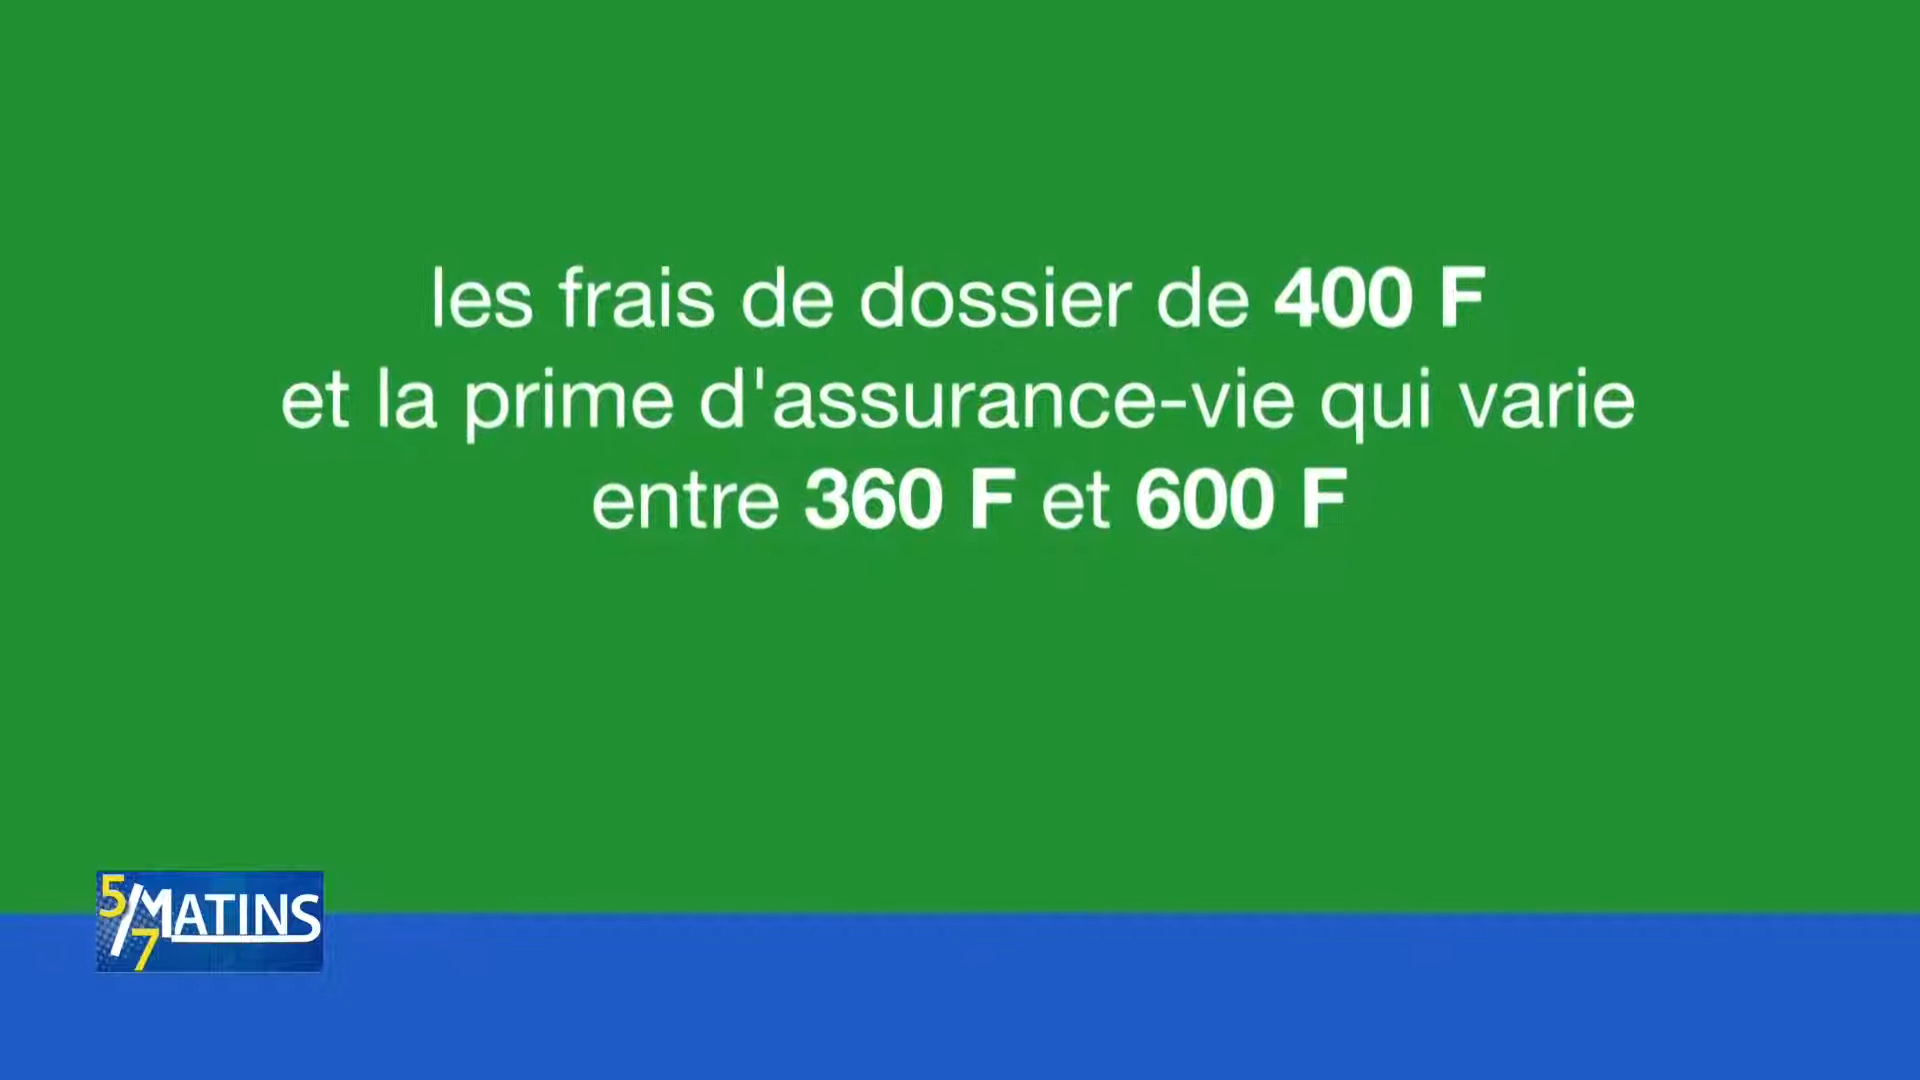 les frais de dossier de 400 F
et la prime d'assurance-vie qui varie
entre 360 F et 600 F
5/7 MATINS